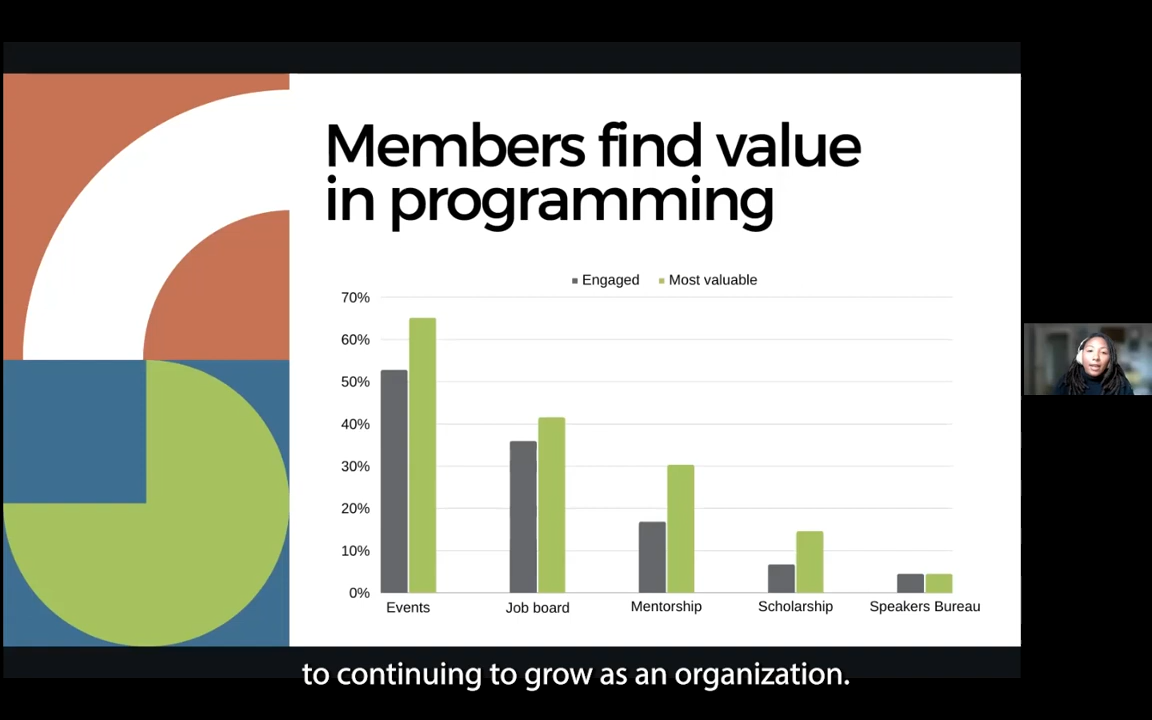 Members find value
in programming
Engaged Most valuable
70%
60%
50%
40%
30%
20%
10%
0%
Events Job board Mentorship Scholarship Speakers Bureau
to continuing to grow as an organization.